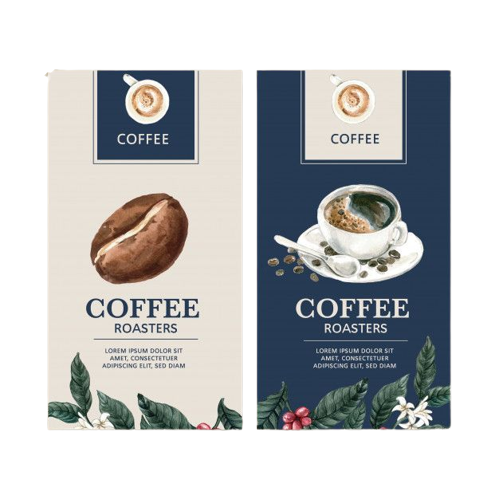 COFFEE
COFFEE
ROASTERS
LOREM IPSUM DOLOR SIT
AMET, CONSECTETUER
ADIPISCING ELIT, SED DIAM
COFFEE
COFFEE
ROASTERS
LOREM IPSUM DOLOR SIT
AMET, CONSECTETUER
ADIPISCING ELIT, SED DIAM